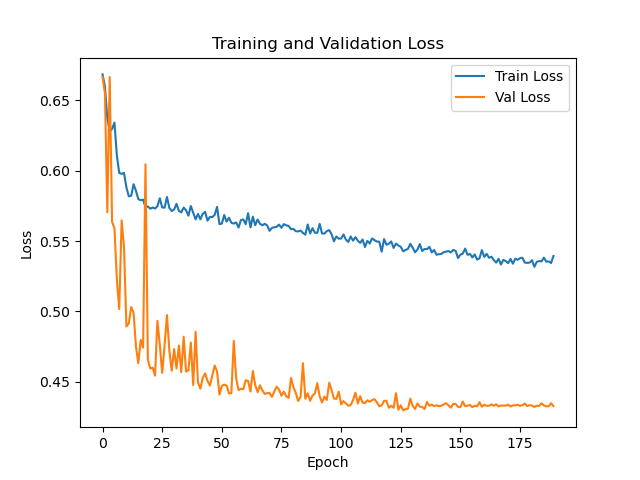 Training and Validation Loss
Train Loss
Val Loss
0.65
0.60
0.55
0.50
0.45
Loss
0 25 50 75 100 125 150 175
Epoch